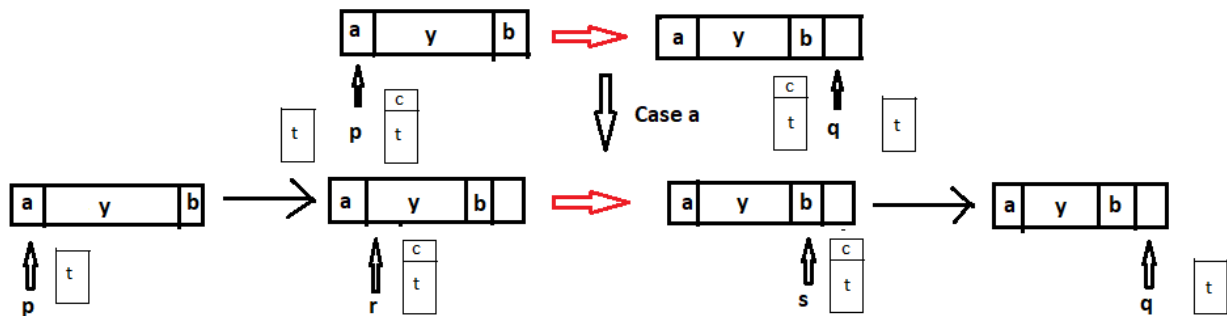 a y b a y b
c c
t p t Case a t q t
a y b a y b a y b a y b
t c c t
p r t s t q